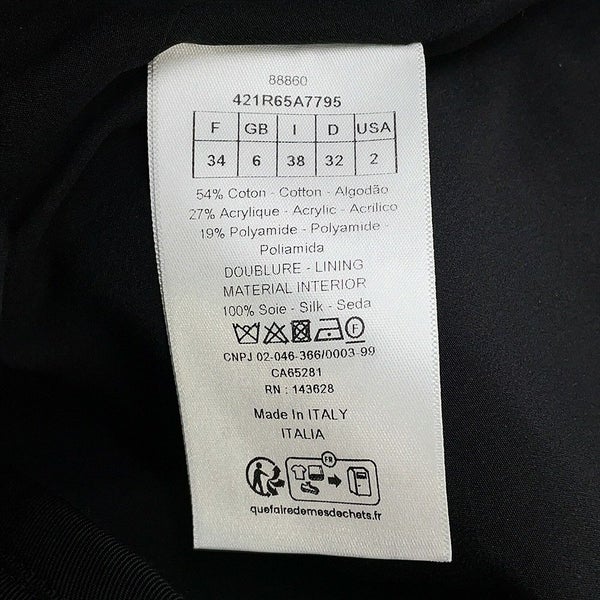 88860
421R65A7795
F GB I D USA
34 6 38 32 2
54% Coton - Cotton - Algodão
27% Acrylique - Acrylic - Acrilico
19% Polyamide - Polyamide -
Poliamida
DOUBLURE - LINING
MATERIAL INTERIOR
100% Soie - Silk - Seda
F
CNPJ 02-046-366/0003-99
CA65281
RN : 143628
Made In ITALY
ITALIA
FR
quefairedemesdechets.fr